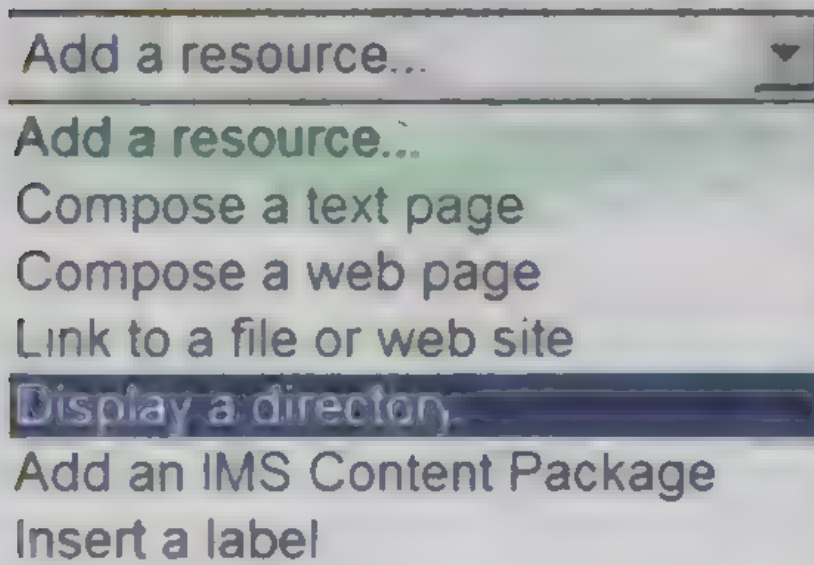 Add a resource...
Add a resource...
Compose a text page
Compose a web page
Link to a file or web site
Display a directory
Add an IMS Content Package
Insert a label